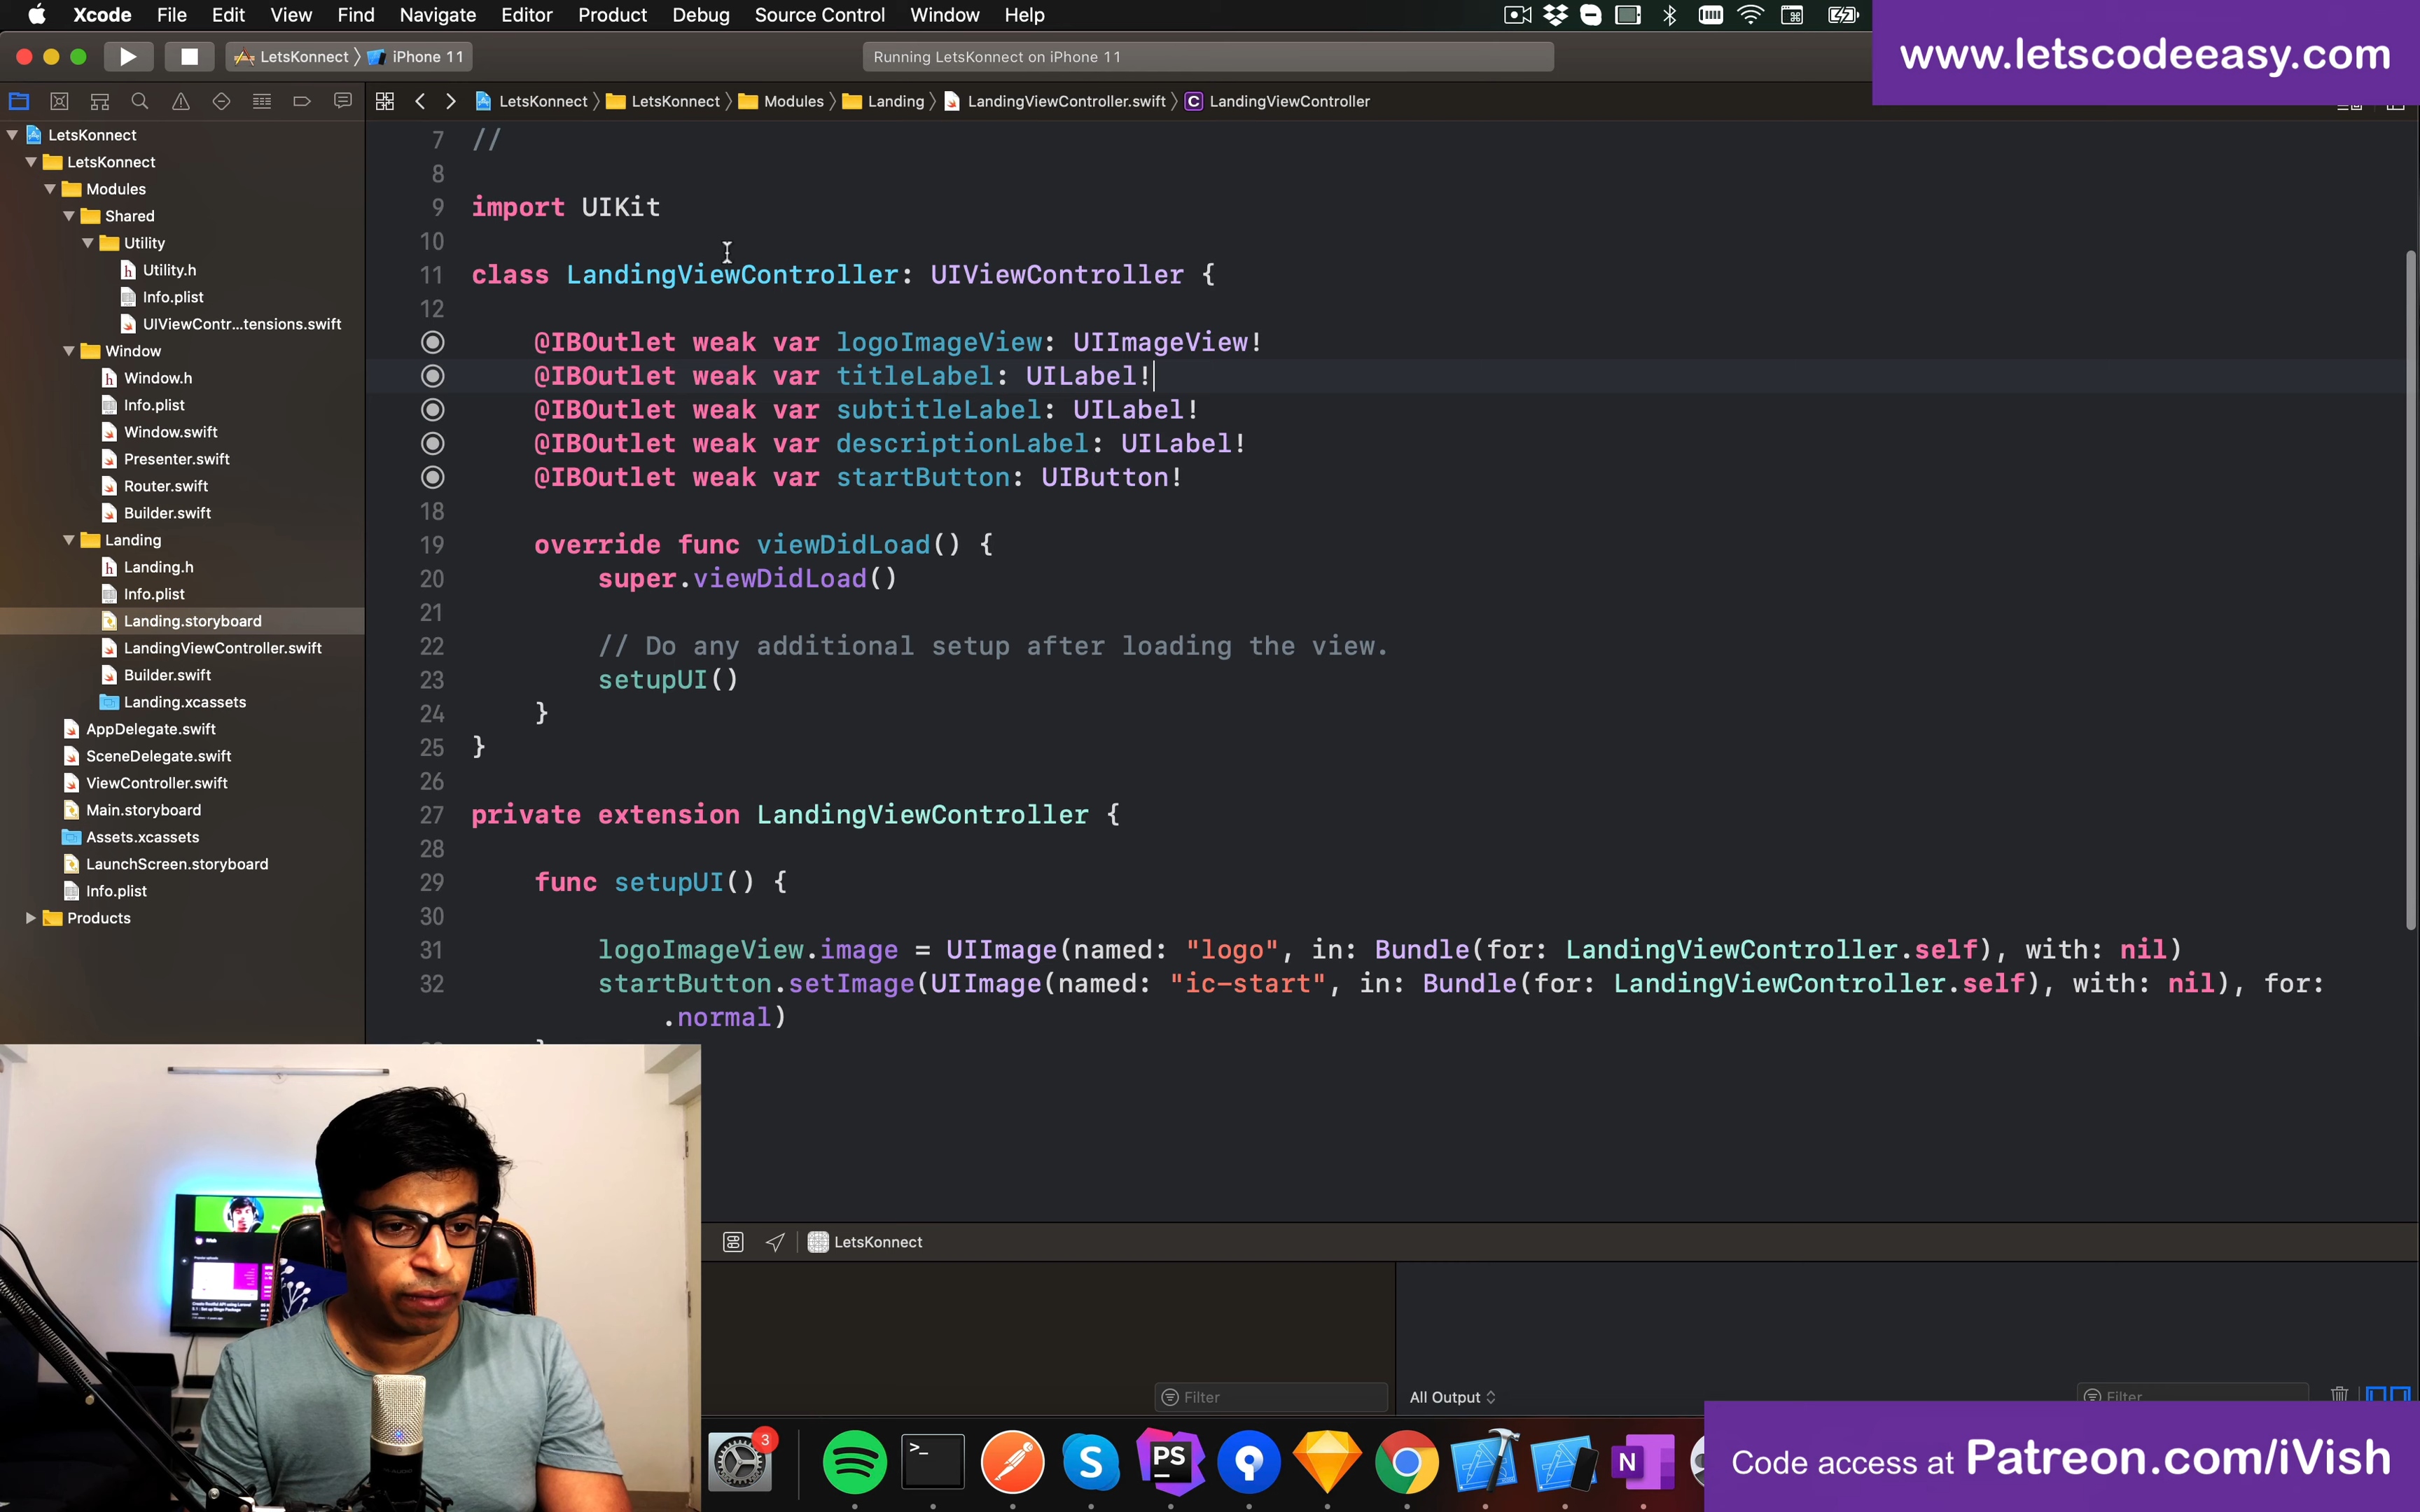 Xcode File Edit View Find Navigate Editor Product Debug Source Control Window Help
www.letscodeeasy.com
LetsKonnect iPhone 11
Running LetsKonnect on iPhone 11
LetsKonnect LetsKonnect Modules Landing LandingViewController.swift C LandingViewController
LetsKonnect
LetsKonnect
Modules
Shared
Utility
Utility.h
Info.plist
UIViewContr...tensions.swift
Window
Window.h
Info.plist
Window.swift
Presenter.swift
Router.swift
Builder.swift
Landing
Landing.h
Info.plist
Landing.storyboard
LandingViewController.swift
Builder.swift
Landing.xcassets
AppDelegate.swift
SceneDelegate.swift
ViewController.swift
Main.storyboard
Assets.xcassets
LaunchScreen.storyboard
Info.plist
Products
7 //
8
9 import UIKit
10
11 class LandingViewController: UIViewController {
12
@IBOutlet weak var logoImageView: UIImageView!
@IBOutlet weak var titleLabel: UILabel!
@IBOutlet weak var subtitleLabel: UILabel!
@IBOutlet weak var descriptionLabel: UILabel!
@IBOutlet weak var startButton: UIButton!
18
19 override func viewDidLoad() {
20 super.viewDidLoad()
21
22 // Do any additional setup after loading the view.
23 setupUI()
24 }
25 }
26
27 private extension LandingViewController {
28
29 func setupUI() {
30
31 logoImageView.image = UIImage(named: "logo", in: Bundle(for: LandingViewController.self), with: nil)
32 startButton.setImage(UIImage(named: "ic-start", in: Bundle(for: LandingViewController.self), with: nil), for:
.normal)
LetsKonnect
Filter
All Output
Filter
3
>_
S
PS
N
Code access at Patreon.com/iVish